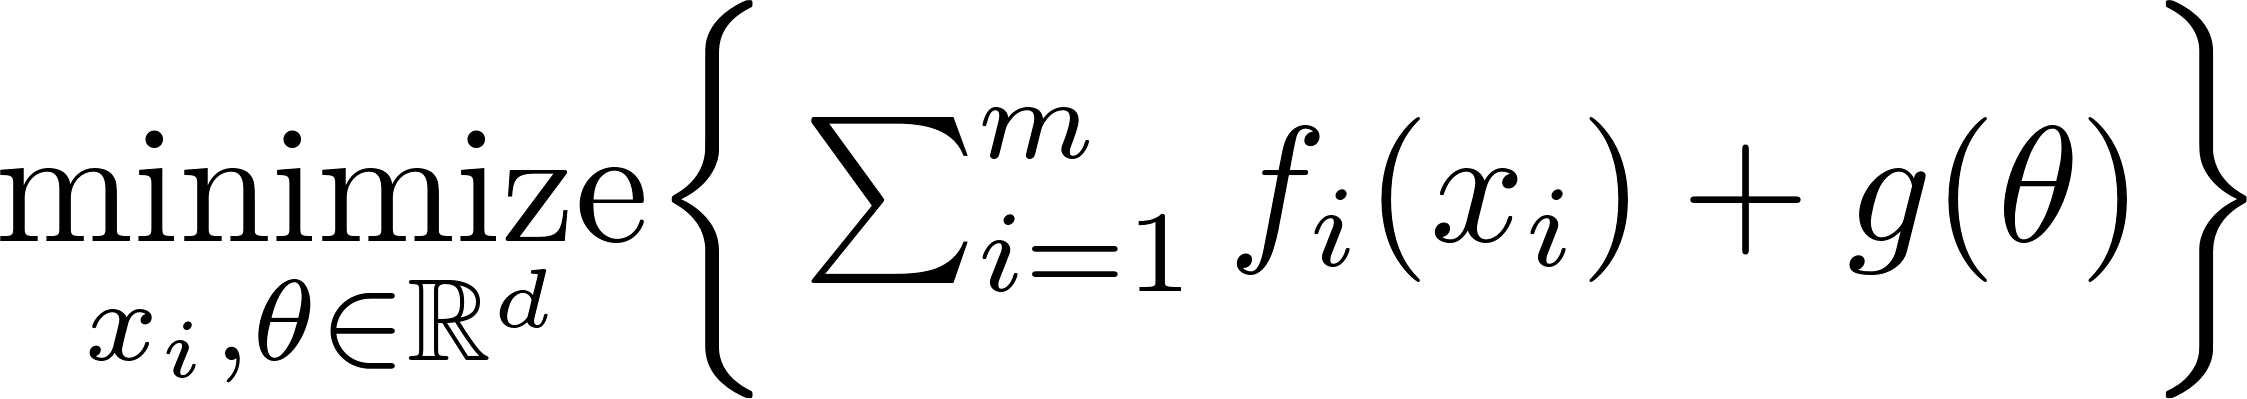 minimize{ ∑_{i=1}^{m} f_i(x_i) + g(θ) }
x_i,θ∈ℝ^d